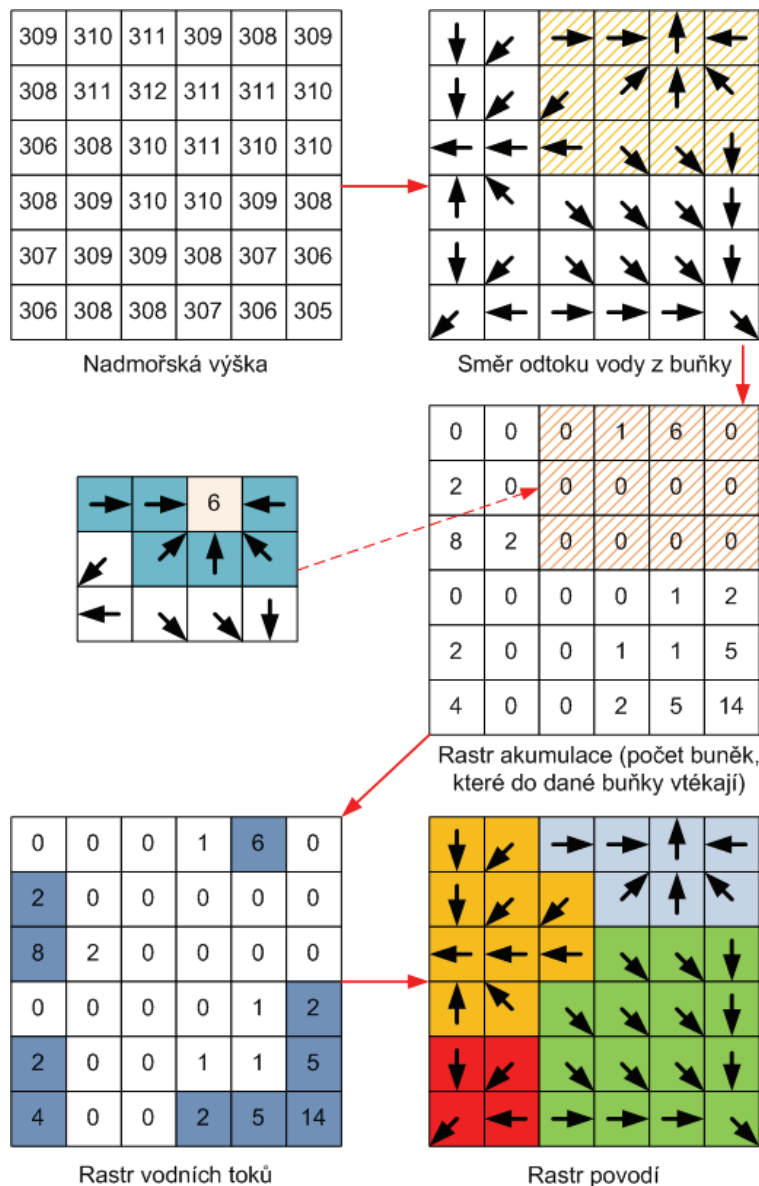 309 310 311 309 308 309
308 311 312 311 311 310
306 308 310 311 310 310
308 309 310 310 309 308
307 309 309 308 307 306
306 308 308 307 306 305
Nadmořská výška
Směr odtoku vody z buňky
6
0 0 0 1 6 0
2 0 0 0 0 0
8 2 0 0 0 0
0 0 0 0 1 2
2 0 0 1 1 5
4 0 0 2 5 14
Rastr akumulace (počet buněk,
které do dané buňky vtékají)
0 0 0 1 6 0
2 0 0 0 0 0
8 2 0 0 0 0
0 0 0 0 1 2
2 0 0 1 1 5
4 0 0 2 5 14
Rastr vodních toků
Rastr povodí